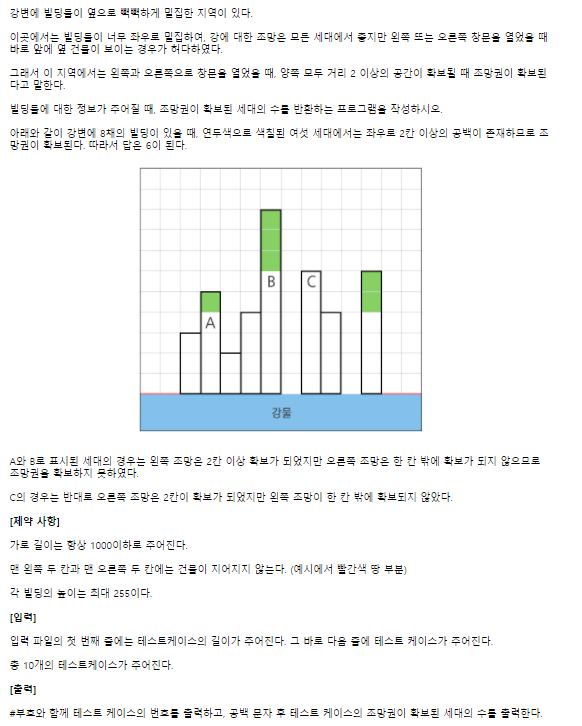 강변에 빌딩들이 옆으로 빽빽하게 밀집한 지역이 있다.
이곳에서는 빌딩들이 너무 좌우로 밀집하여, 강에 대한 조망은 모든 세대에서 좋지만 왼쪽 또는 오른쪽 창문을 열었을 때
바로 앞에 옆 건물이 보이는 경우가 허다하였다.
그래서 이 지역에서는 왼쪽과 오른쪽으로 창문을 열었을 때, 양쪽 모두 거리 2 이상의 공간이 확보될 때 조망권이 확보된
다고 말한다.
빌딩들에 대한 정보가 주어질 때, 조망권이 확보된 세대의 수를 반환하는 프로그램을 작성하시오.
아래와 같이 강변에 8채의 빌딩이 있을 때, 연두색으로 색칠된 여섯 세대에서는 좌우로 2칸 이상의 공백이 존재하므로 조
망권이 확보된다. 따라서 답은 6이 된다.
B
C
A
강물
A와 B로 표시된 세대의 경우는 왼쪽 조망은 2칸 이상 확보가 되었지만 오른쪽 조망은 한 칸 밖에 확보가 되지 않으므로
조망권을 확보하지 못하였다.
C의 경우는 반대로 오른쪽 조망은 2칸이 확보가 되었지만 왼쪽 조망이 한 칸 밖에 확보되지 않았다.
[제약 사항]
가로 길이는 항상 1000이하로 주어진다.
맨 왼쪽 두 칸과 맨 오른쪽 두 칸에는 건물이 지어지지 않는다. (예시에서 빨간색 땅 부분)
각 빌딩의 높이는 최대 255이다.
[입력]
입력 파일의 첫 번째 줄에는 테스트케이스의 길이가 주어진다. 그 바로 다음 줄에 테스트 케이스가 주어진다.
총 10개의 테스트케이스가 주어진다.
[출력]
#부호와 함께 테스트 케이스의 번호를 출력하고, 공백 문자 후 테스트 케이스의 조망권이 확보된 세대의 수를 출력한다.